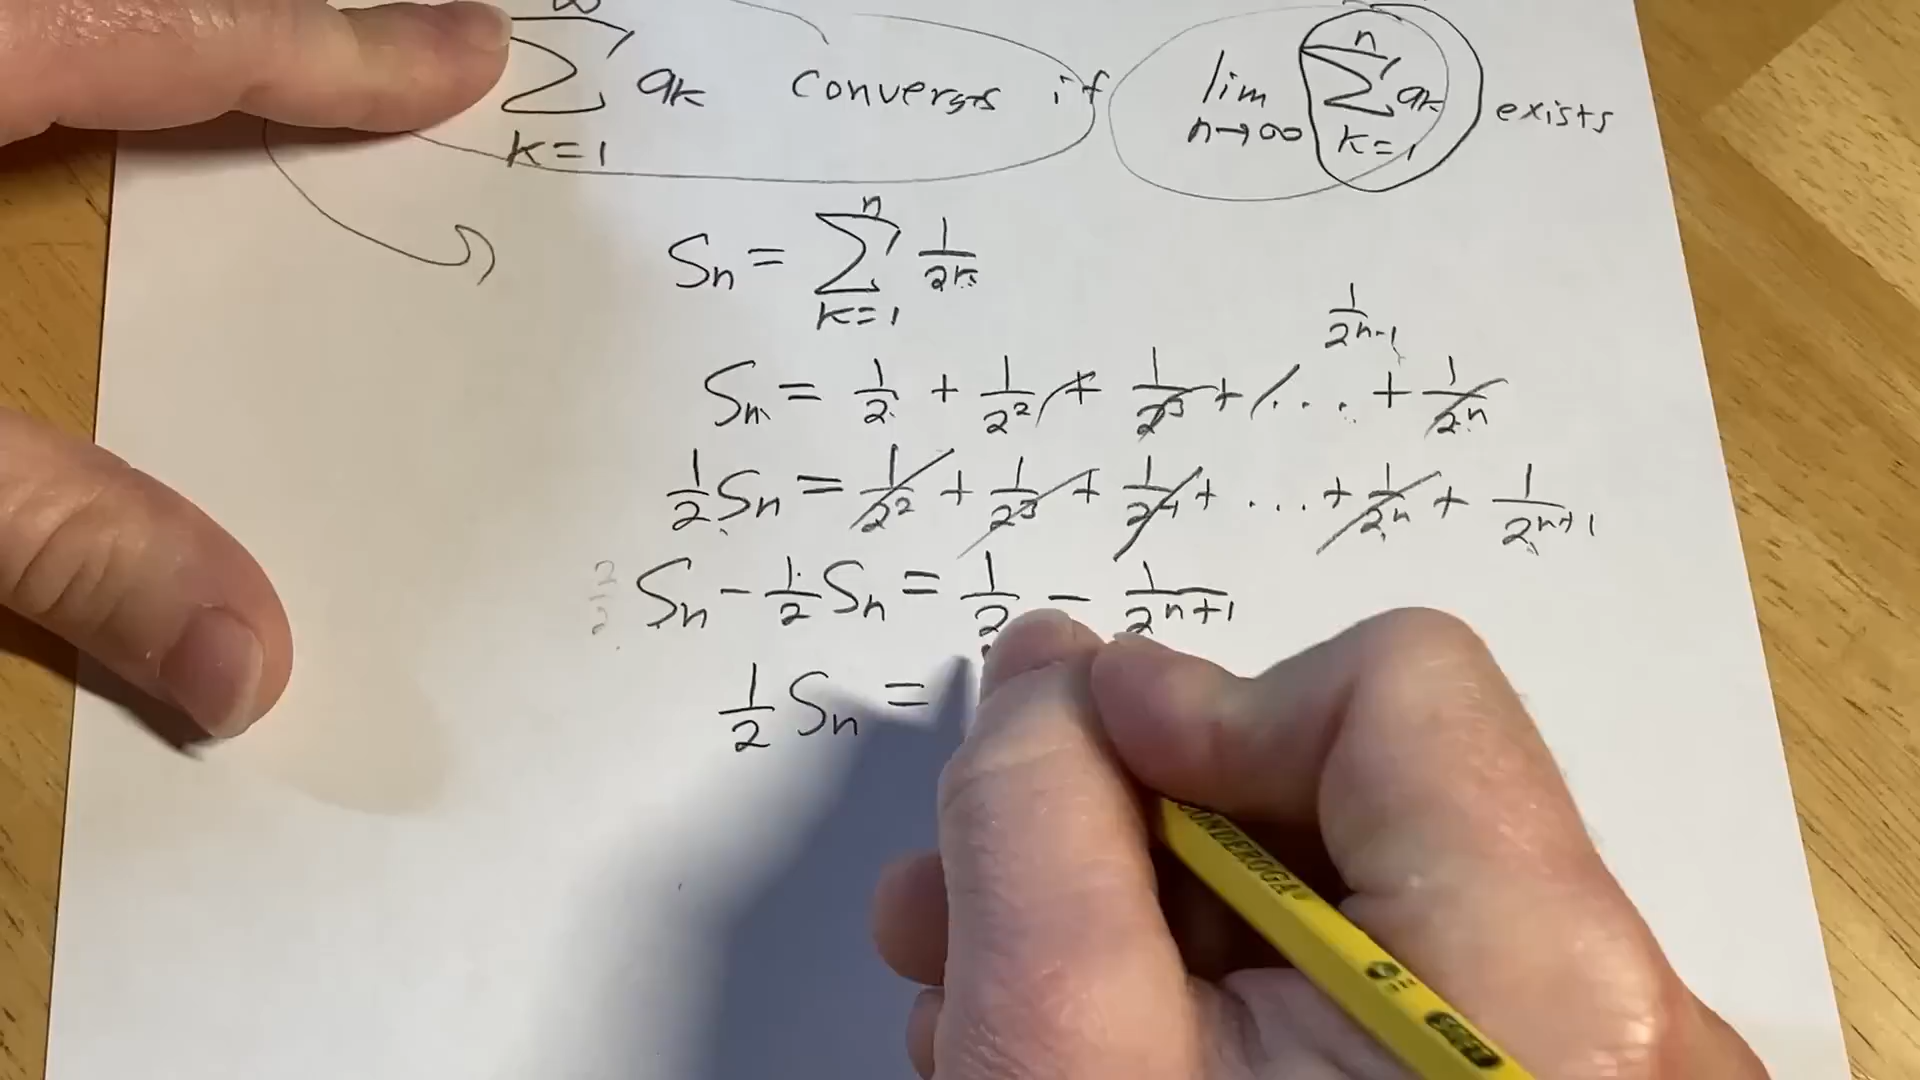 ∞
∑ aₖ converges if lim ∑ aₖ exists
k=1 n→∞ k=1
n
Sₙ = ∑ 1/2ᵏ
k=1
1/2ⁿ⁻¹
Sₙ = 1/2 + 1/2² + 1/2³ + ... + 1/2ⁿ
1/2 Sₙ = 1/2² + 1/2³ + 1/2⁴ + ... + 1/2ⁿ + 1/2ⁿ⁺¹
2/2 Sₙ - 1/2 Sₙ = 1/2 - 1/2ⁿ⁺¹
1/2 Sₙ =
CONDEROGA